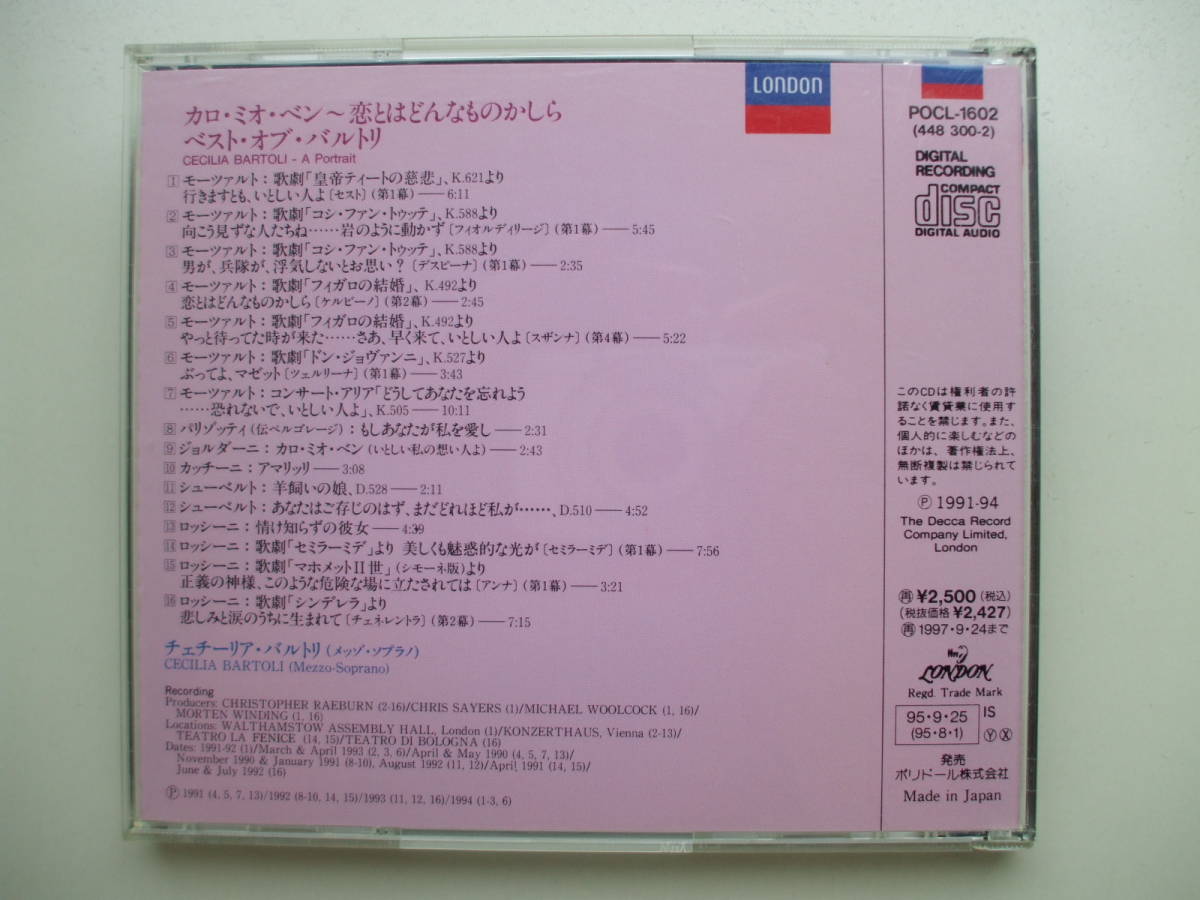 カロ・ミオ・ベン〜恋とはどんなものかしら
ベスト・オブ・バルトリ
CECILIA BARTOLI - A Portrait
1 モーツァルト：歌劇「皇帝ティートの慈悲」、K.621より
行きますとも、いとしい人よ〔セスト〕（第1幕）——6:11
2 モーツァルト：歌劇「コシ・ファン・トゥッテ」、K.588より
向こう見ずな人たちね……岩のように動かず〔フィオルディリージ〕（第1幕）——5:45
3 モーツァルト：歌劇「コシ・ファン・トゥッテ」、K.588より
男が、兵隊が、浮気しないとお思い？〔デスピーナ〕（第1幕）——2:35
4 モーツァルト：歌劇「フィガロの結婚」、K.492より
恋とはどんなものかしら〔ケルビーノ〕（第2幕）——2:45
5 モーツァルト：歌劇「フィガロの結婚」、K.492より
やっと待ってた時が来た……さあ、早く来て、いとしい人よ〔スザンナ〕（第4幕）——5:22
6 モーツァルト：歌劇「ドン・ジョヴァンニ」、K.527より
ぶってよ、マゼット〔ツェルリーナ〕（第1幕）——3:43
7 モーツァルト：コンサート・アリア「どうしてあなたを忘れよう
……恐れないで、いとしい人よ」、K.505——10:11
8 パリゾッティ（伝ペルゴレージ）：もしあなたが私を愛し——2:31
9 ジョルダーニ：カロ・ミオ・ベン（いとしい私の想い人よ）——2:43
10 カッチーニ：アマリッリ——3:08
11 シューベルト：羊飼いの娘、D.528——2:11
12 シューベルト：あなたはご存じのはず、まだどれほど私が……、D.510——4:52
13 ロッシーニ：情け知らずの彼女——4:39
14 ロッシーニ：歌劇「セミラーミデ」より 美しくも魅惑的な光が〔セミラーミデ〕（第1幕）——7:56
15 ロッシーニ：歌劇「マホメットII世」（シモーネ版）より
正義の神様、このような危険な場に立たされては〔アンナ〕（第1幕）——3:21
16 ロッシーニ：歌劇「シンデレラ」より
悲しみと涙のうちに生まれて〔チェネレントラ〕（第2幕）——7:15
チェチーリア・バルトリ（メッゾ・ソプラノ）
CECILIA BARTOLI (Mezzo-Soprano)
Recording
Producers: CHRISTOPHER RAEBURN (2-16)/CHRIS SAYERS (1)/MICHAEL WOOLCOCK (1, 16)/
MORTEN WINDING (1, 16)
Locations: WALTHAMSTOW ASSEMBLY HALL, London (1)/KONZERTHAUS, Vienna (2-13)/
TEATRO LA FENICE (14, 15)/TEATRO DI BOLOGNA (16)
Dates: 1991-92 (1)/March & April 1993 (2, 3, 6)/April & May 1990 (4, 5, 7, 13)/
November 1990 & January 1991 (8-10), August 1992 (11, 12)/April 1991 (14, 15)/
June & July 1992 (16)
Ⓟ 1991 (4, 5, 7, 13)/1992 (8-10, 14, 15)/1993 (11, 12, 16)/1994 (1-3, 6)
LONDON
POCL-1602
(448 300-2)
DIGITAL
RECORDING
COMPACT
disc
DIGITAL AUDIO
このCDは権利者の許
諾なく賃貸業に使用す
ることを禁じます。また、
個人的に楽しむなどの
ほかは、著作権法上、
無断複製は禁じられて
います。
Ⓟ 1991-94
The Decca Record
Company Limited,
London
再 ¥2,500（税込）
（税抜価格 ¥2,427）
再 1997・9・24まで
LONDON
Regd. Trade Mark
95・9・25
(95・8・1)
IS
Ⓨ Ⓧ
発売
ポリドール株式会社
Made in Japan